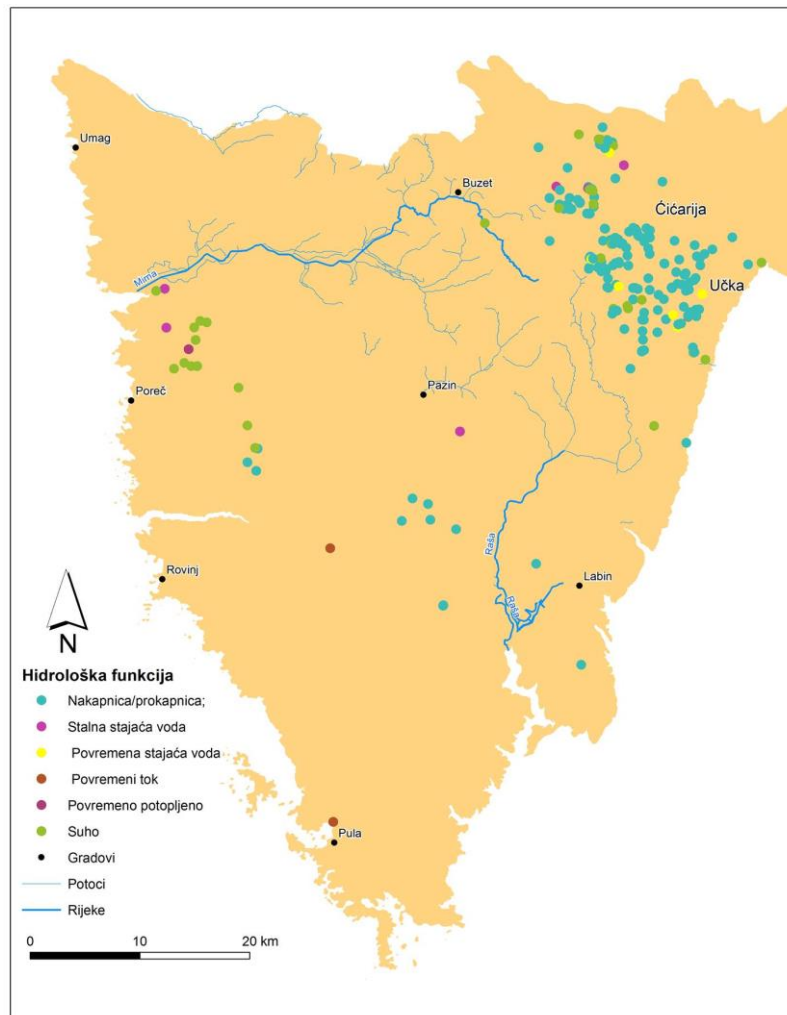 Umag
Buzet
Ćićarija
Učka
Mirna
Poreč
Pazin
Raša
Rovinj
Raša
Labin
N
Hidrološka funkcija
Nakapnica/prokapnica;
Stalna stajaća voda
Povremena stajaća voda
Povremeni tok
Povremeno potopljeno
Suho
Pula
Gradovi
Potoci
Rijeke
0 10 20 km